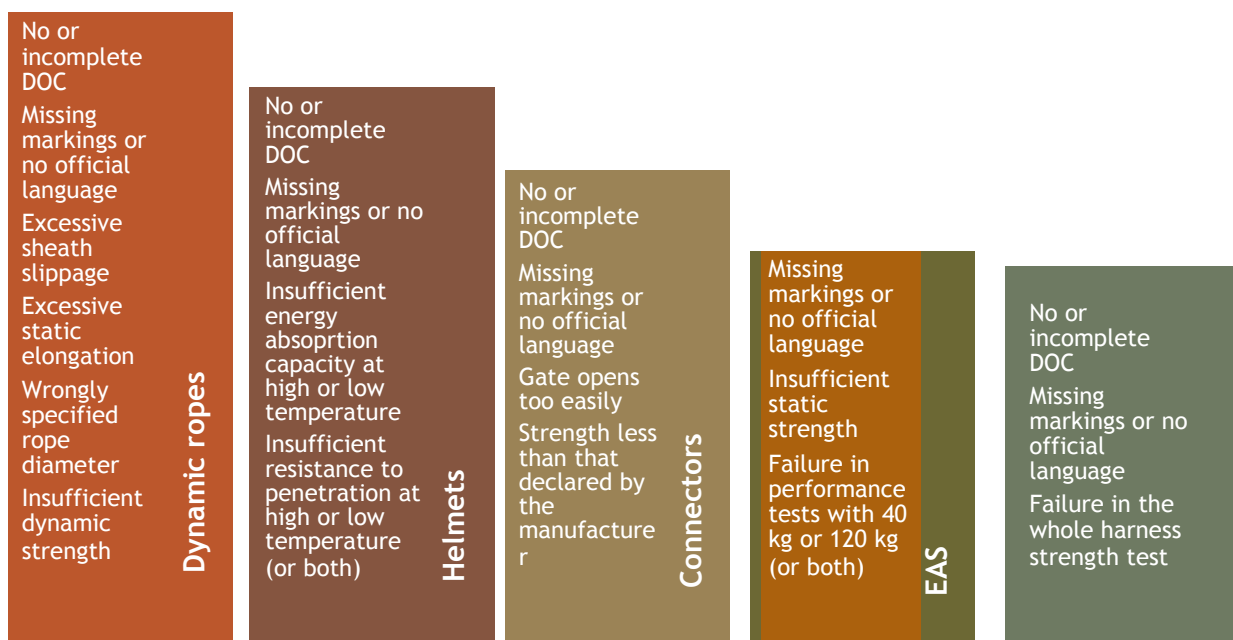 No or
incomplete
DOC
Missing
markings or
no official
language
Excessive
sheath
slippage
Excessive
static
elongation
Wrongly
specified
rope
diameter
Insufficient
dynamic
strength
Dynamic ropes
No or
incomplete
DOC
Missing
markings or no
official
language
Insufficient
energy
absoprtion
capacity at
high or low
temperature
Insufficient
resistance to
penetration at
high or low
temperature
(or both)
Helmets
No or
incomplete
DOC
Missing
markings or
no official
language
Gate opens
too easily
Strength less
than that
declared by
the
manufacture
r
Connectors
Missing
markings or
no official
language
Insufficient
static
strength
Failure in
performance
tests with 40
kg or 120 kg
(or both)
EAS
No or
incomplete
DOC
Missing
markings or no
official
language
Failure in the
whole harness
strength test